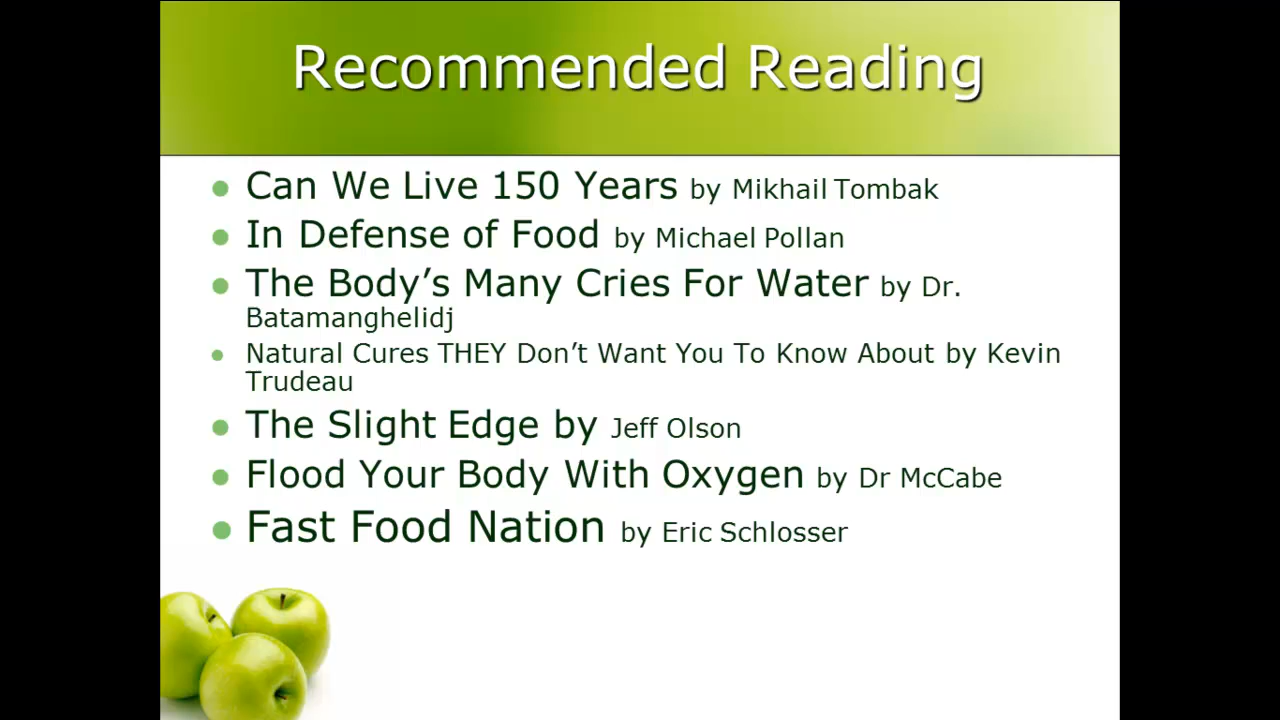 Recommended Reading
Can We Live 150 Years by Mikhail Tombak
In Defense of Food by Michael Pollan
The Body’s Many Cries For Water by Dr.
Batamanghelidj
Natural Cures THEY Don’t Want You To Know About by Kevin
Trudeau
The Slight Edge by Jeff Olson
Flood Your Body With Oxygen by Dr McCabe
Fast Food Nation by Eric Schlosser